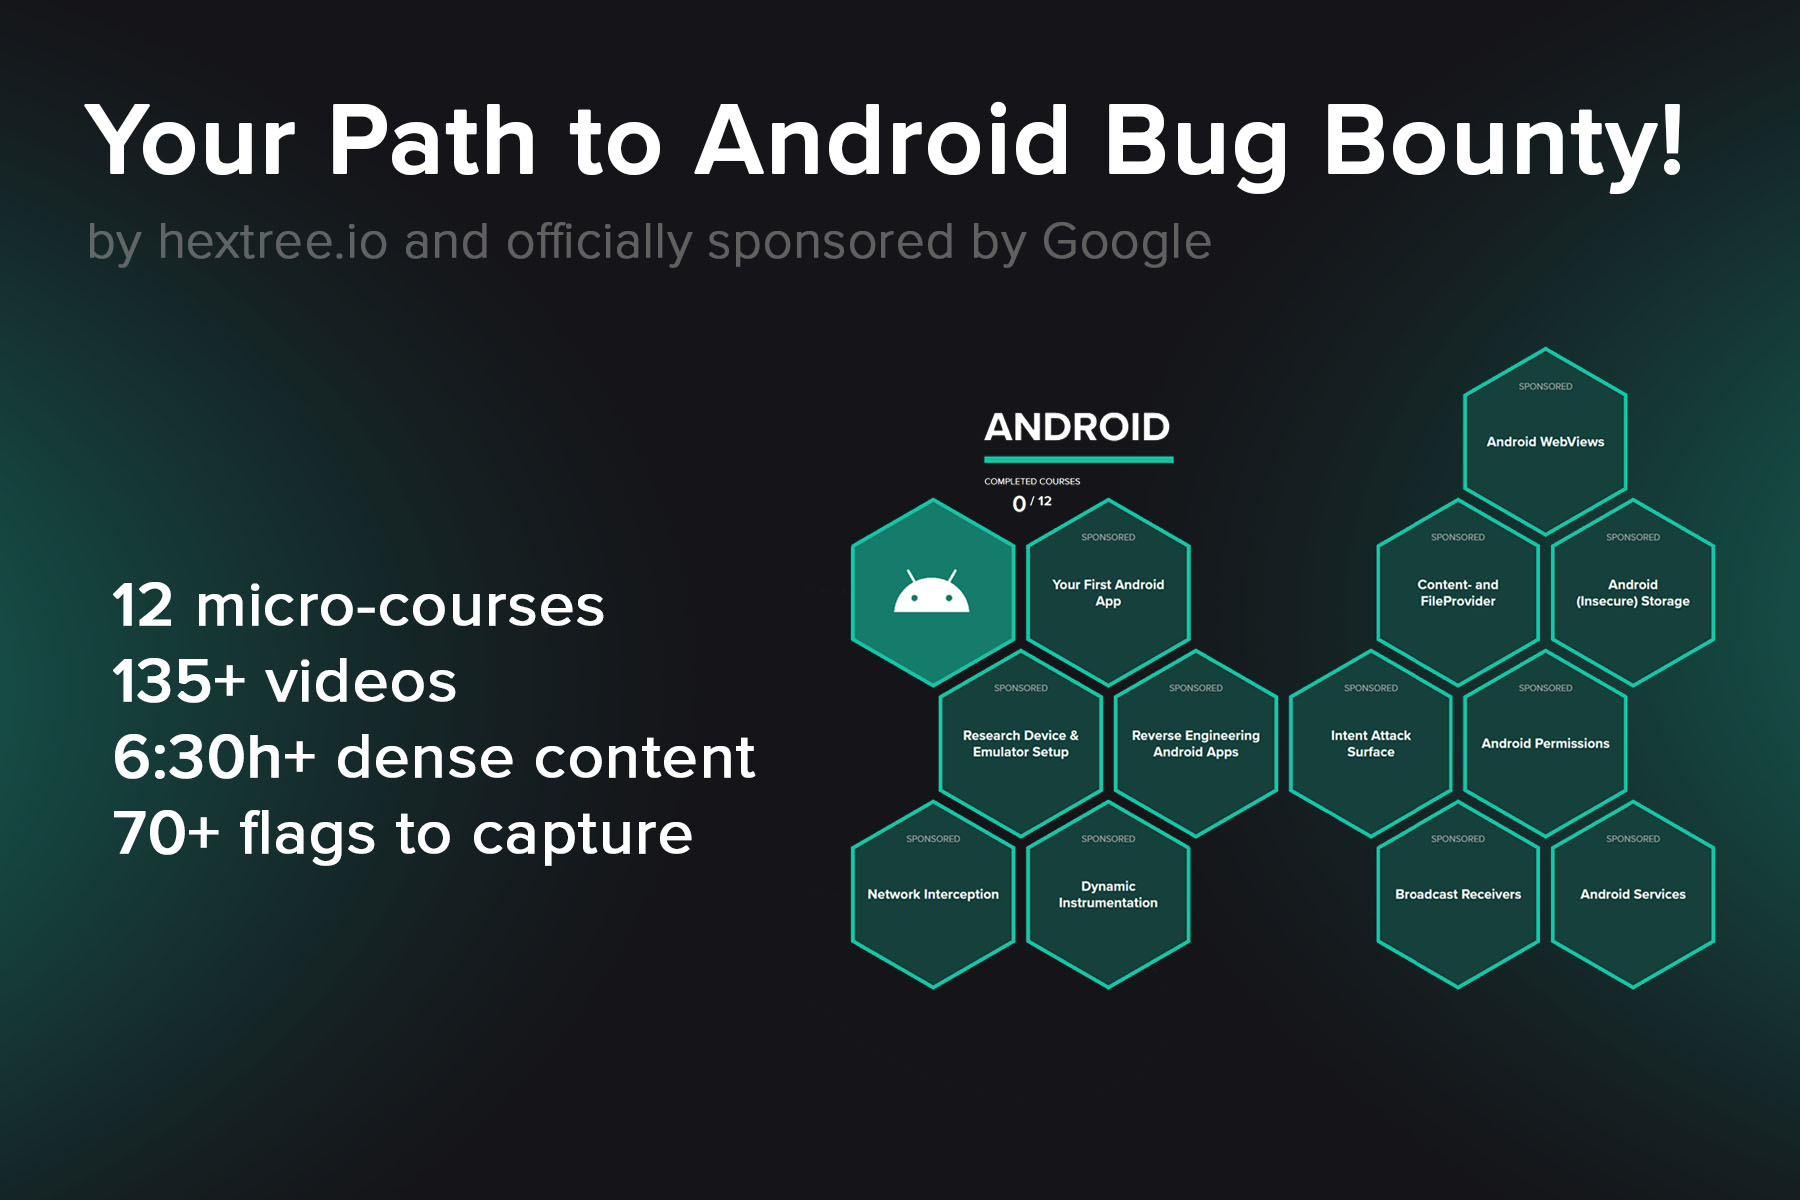 Your Path to Android Bug Bounty!
by hextree.io and officially sponsored by Google
12 micro-courses
135+ videos
6:30h+ dense content
70+ flags to capture
ANDROID
COMPLETED COURSES
0 / 12
SPONSORED
Android WebViews
SPONSORED
Your First Android
App
SPONSORED
Content- and
FileProvider
SPONSORED
Android
(Insecure) Storage
SPONSORED
Research Device &
Emulator Setup
SPONSORED
Reverse Engineering
Android Apps
SPONSORED
Intent Attack
Surface
SPONSORED
Android Permissions
SPONSORED
Network Interception
SPONSORED
Dynamic
Instrumentation
SPONSORED
Broadcast Receivers
SPONSORED
Android Services